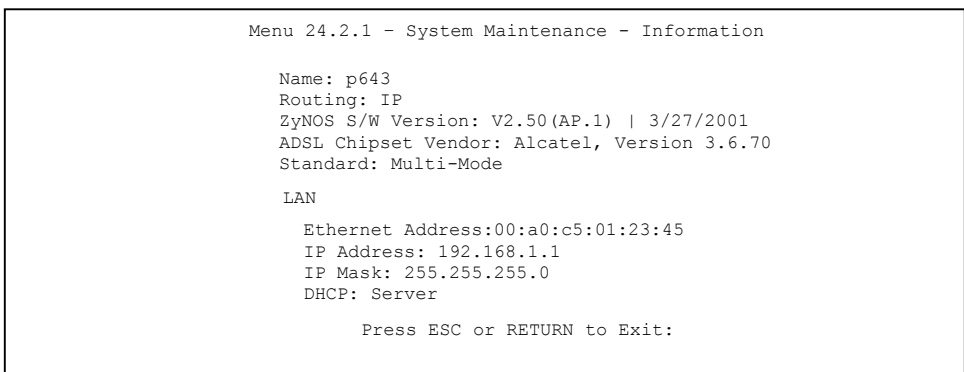 Menu 24.2.1 – System Maintenance - Information
Name: p643
Routing: IP
ZyNOS S/W Version: V2.50(AP.1) | 3/27/2001
ADSL Chipset Vendor: Alcatel, Version 3.6.70
Standard: Multi-Mode
LAN
Ethernet Address:00:a0:c5:01:23:45
IP Address: 192.168.1.1
IP Mask: 255.255.255.0
DHCP: Server
Press ESC or RETURN to Exit: